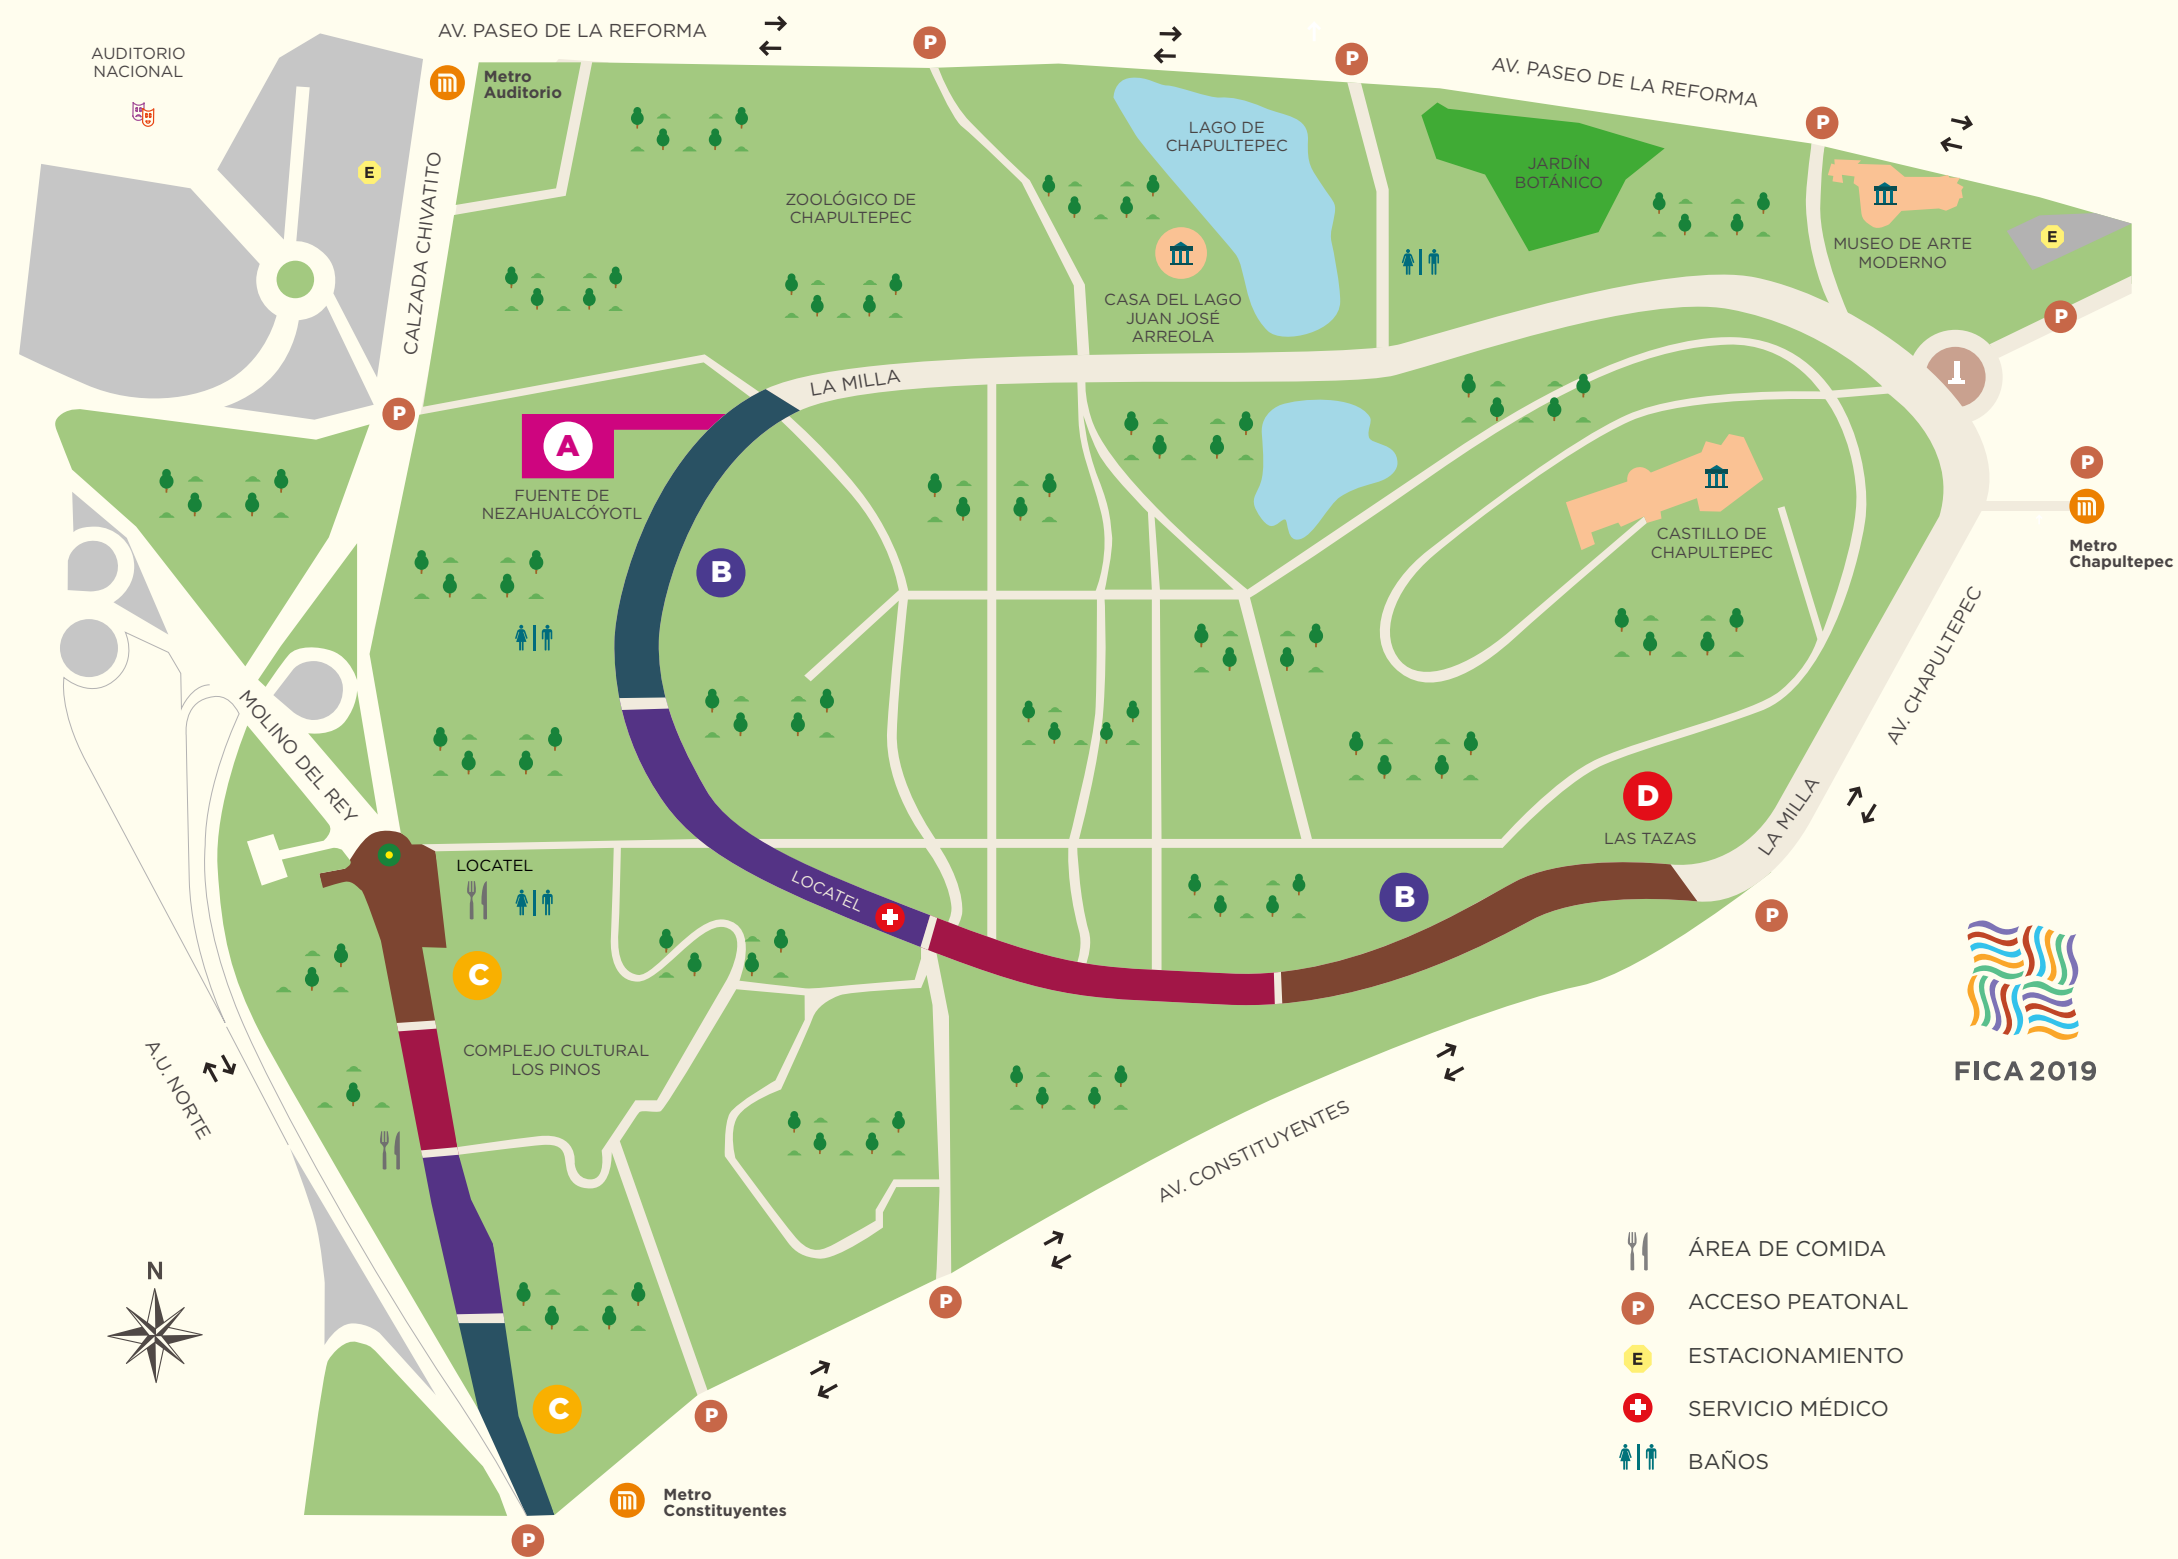 AV. PASEO DE LA REFORMA
P
P
AUDITORIO
NACIONAL
Metro
Auditorio
AV. PASEO DE LA REFORMA
P
E
CALZADA CHIVATITO
LAGO DE
CHAPULTEPEC
JARDÍN
BOTÁNICO
ZOOLÓGICO DE
CHAPULTEPEC
MUSEO DE ARTE
MODERNO
E
CASA DEL LAGO
JUAN JOSÉ
ARREOLA
P
LA MILLA
P
A
FUENTE DE
NEZAHUALCÓYOTL
P
Metro
Chapultepec
CASTILLO DE
CHAPULTEPEC
B
AV. CHAPULTEPEC
MOLINO DEL REY
D
LAS TAZAS
LA MILLA
LOCATEL
LOCATEL
B
P
C
COMPLEJO CULTURAL
LOS PINOS
A.U. NORTE
FICA 2019
AV. CONSTITUYENTES
N
P
C
P
Metro
Constituyentes
P
ÁREA DE COMIDA
P ACCESO PEATONAL
E ESTACIONAMIENTO
SERVICIO MÉDICO
BAÑOS